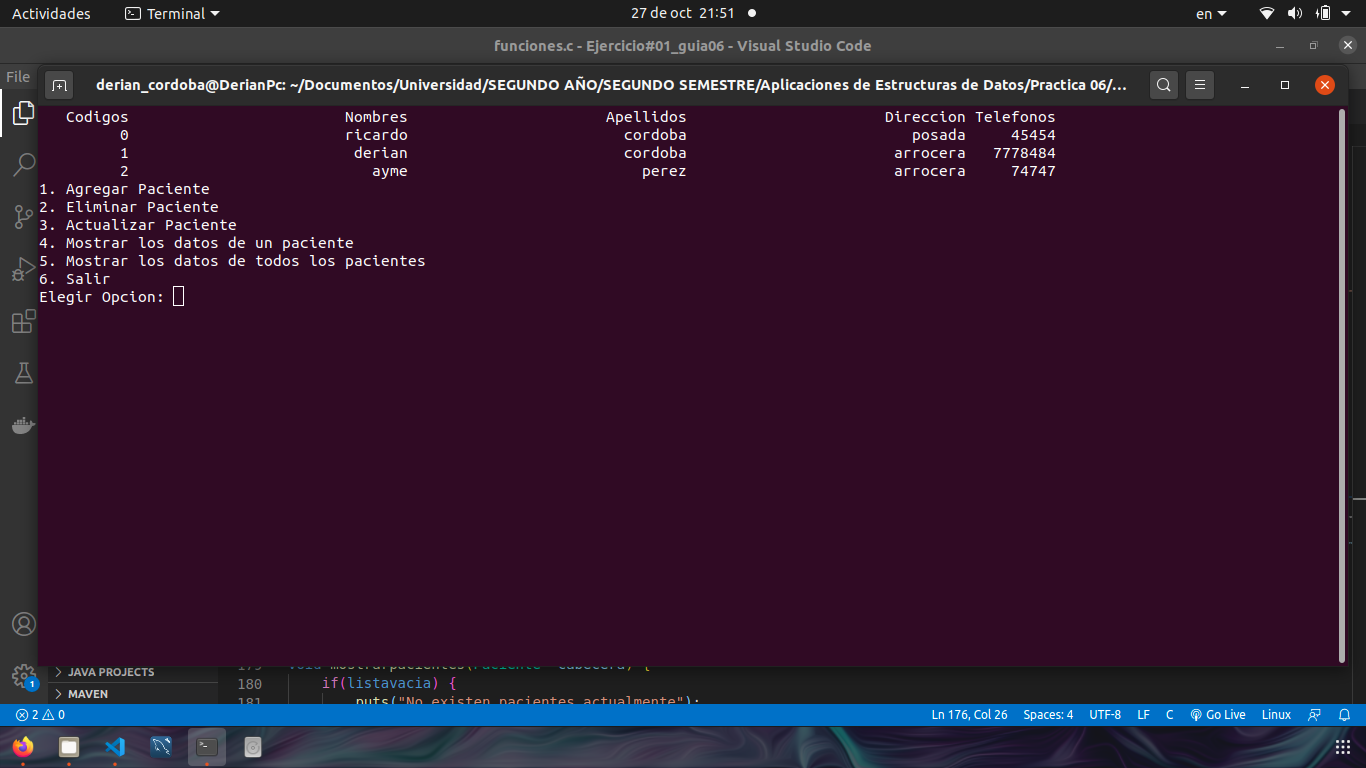 Actividades Terminal 27 de oct 21:51 en
funciones.c - Ejercicio#01_guia06 - Visual Studio Code
File
derian_cordoba@DerianPc: ~/Documentos/Universidad/SEGUNDO AÑO/SEGUNDO SEMESTRE/Aplicaciones de Estructuras de Datos/Practica 06/...
Codigos Nombres Apellidos Direccion Telefonos
0 ricardo cordoba posada 45454
1 derian cordoba arrocera 7778484
2 ayme perez arrocera 74747
1. Agregar Paciente
2. Eliminar Paciente
3. Actualizar Paciente
4. Mostrar los datos de un paciente
5. Mostrar los datos de todos los pacientes
6. Salir
Elegir Opcion:
JAVA PROJECTS
180 if(listavacia) {
MAVEN
181 puts("No existen pacientes actualmente");
1
2 0 Ln 176, Col 26 Spaces: 4 UTF-8 LF C Go Live Linux